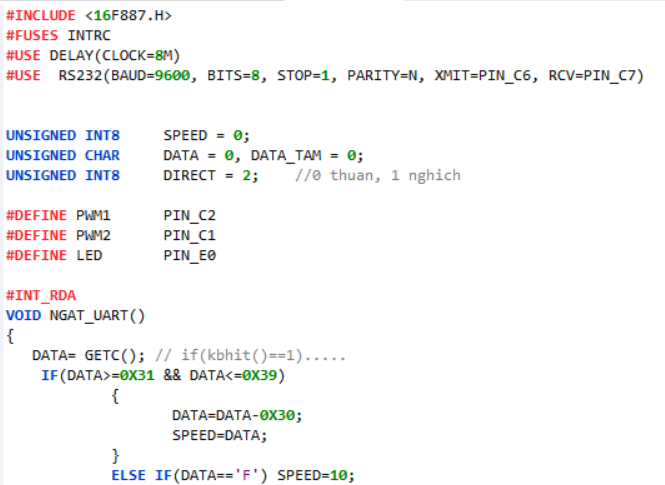 #INCLUDE <16F887.H>
#FUSES INTRC
#USE DELAY(CLOCK=8M)
#USE  RS232(BAUD=9600, BITS=8, STOP=1, PARITY=N, XMIT=PIN_C6, RCV=PIN_C7)
UNSIGNED INT8     SPEED = 0;
UNSIGNED CHAR     DATA = 0, DATA_TAM = 0;
UNSIGNED INT8     DIRECT = 2;    //0 thuan, 1 nghich
#DEFINE PWM1      PIN_C2
#DEFINE PWM2      PIN_C1
#DEFINE LED       PIN_E0
#INT_RDA
VOID NGAT_UART()
{
   DATA= GETC(); // if(kbhit()==1).....
    IF(DATA>=0X31 && DATA<=0X39)
            {
                   DATA=DATA-0X30;
                   SPEED=DATA;
            }
            ELSE IF(DATA=='F') SPEED=10;